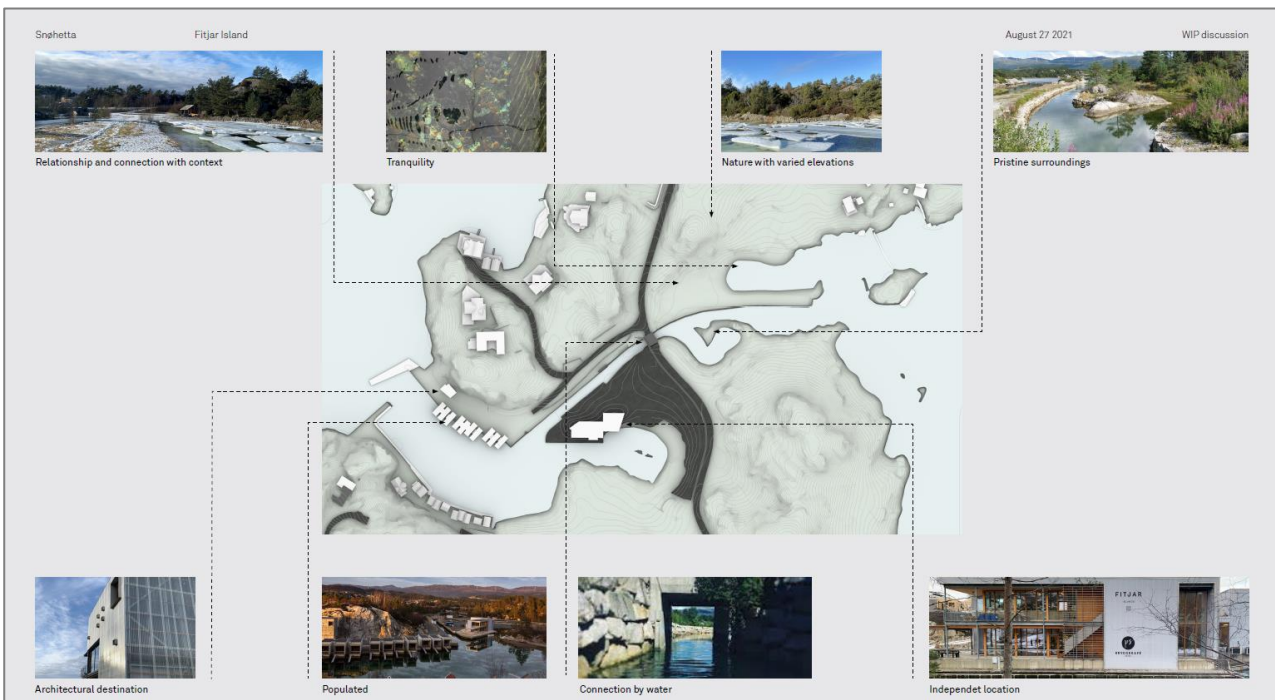 Snøhetta
Fitjar Island
August 27 2021
WIP discussion
Relationship and connection with context
Tranquility
Nature with varied elevations
Pristine surroundings
FITJAR
Architectural destination
Populated
Connection by water
Independet location